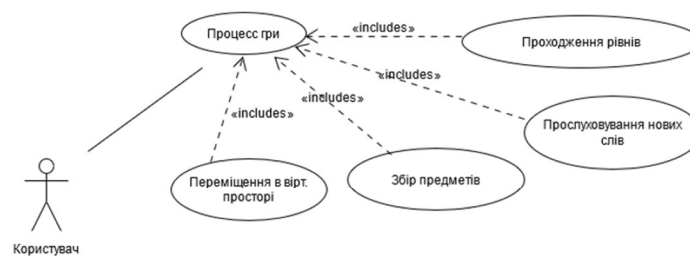 Процесс гри
«includes»
Проходження рівнів
«includes»
«includes»
«includes»
Прослуховування нових
слів
Переміщення в вірт.
просторі
Збір предметів
Користувач